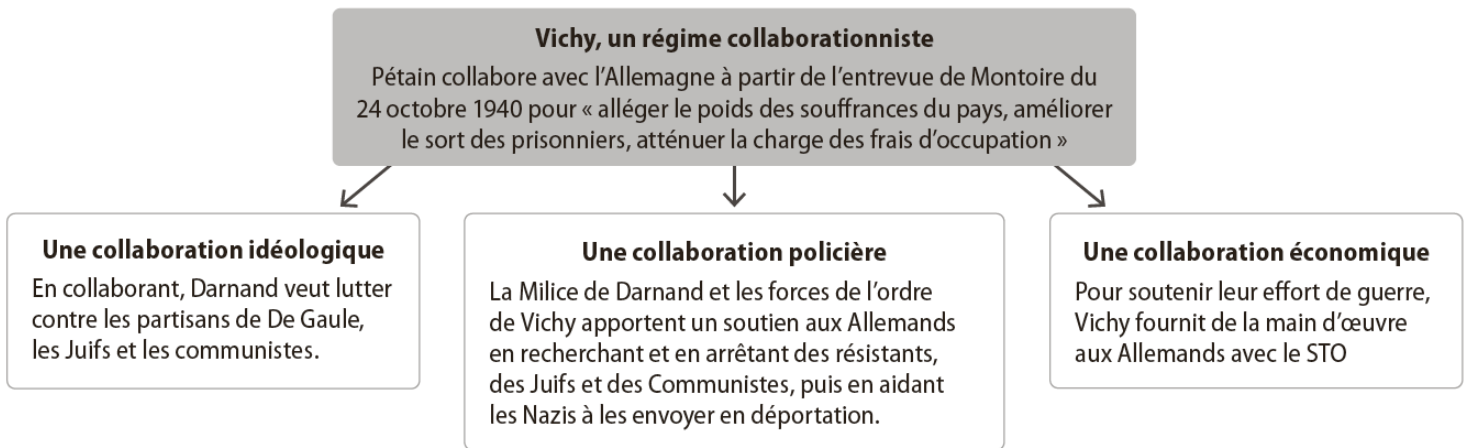 Vichy, un régime collaborationniste
Pétain collabore avec l’Allemagne à partir de l’entrevue de Montoire du
24 octobre 1940 pour « alléger le poids des souffrances du pays, améliorer
le sort des prisonniers, atténuer la charge des frais d’occupation »
Une collaboration idéologique
En collaborant, Darnand veut lutter
contre les partisans de De Gaule,
les Juifs et les communistes.
Une collaboration policière
La Milice de Darnand et les forces de l’ordre
de Vichy apportent un soutien aux Allemands
en recherchant et en arrêtant des résistants,
des Juifs et des Communistes, puis en aidant
les Nazis à les envoyer en déportation.
Une collaboration économique
Pour soutenir leur effort de guerre,
Vichy fournit de la main d’œuvre
aux Allemands avec le STO